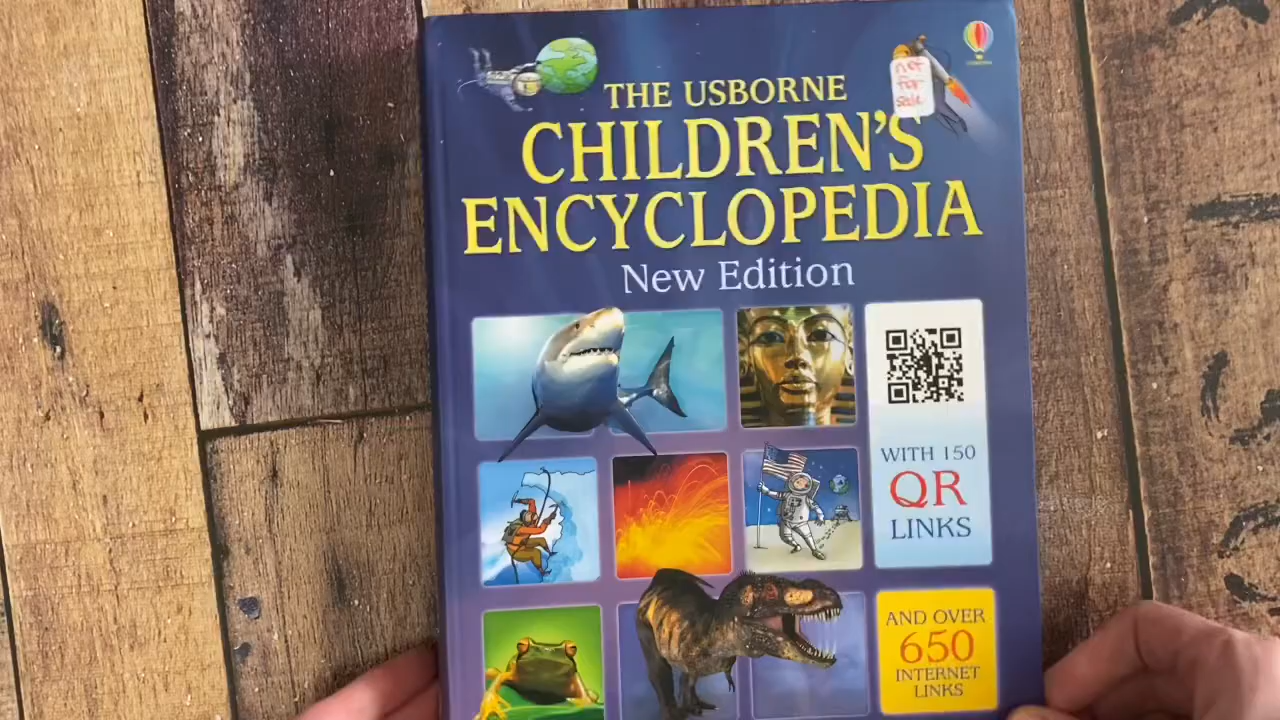 THE USBORNE
CHILDREN'S
ENCYCLOPEDIA
New Edition
not
for
sale
WITH 150
QR
LINKS
AND OVER
650
INTERNET
LINKS